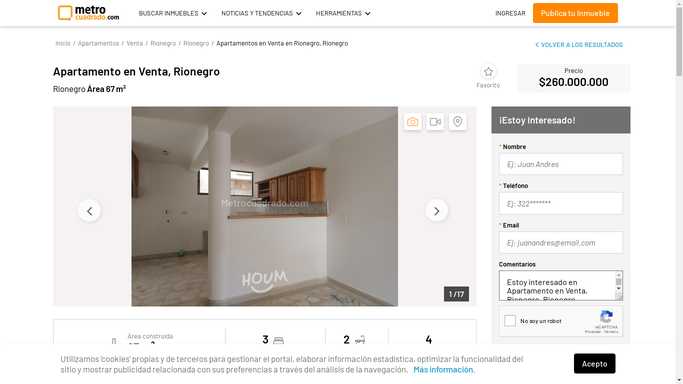 metro
cuadrado.com
BUSCAR INMUEBLES
NOTICIAS Y TENDENCIAS
HERRAMIENTAS
INGRESAR
Publica tu inmueble
Inicio / Apartamentos / Venta / Rionegro / Rionegro / Apartamentos en Venta en Rionegro, Rionegro
VOLVER A LOS RESULTADOS
Apartamento en Venta, Rionegro
Rionegro Área 67 m²
Favorito
Precio
$260.000.000
Metrocuadrado.com
HOUM
1 /17
¡Estoy Interesado!
* Nombre
Ej: Juan Andres
* Teléfono
Ej: 322*******
* Email
Ej: juanandres@email.com
Comentarios
Estoy interesado en
Apartamento en Venta,
Rionegro, Rionegro
No soy un robot
reCAPTCHA
Privacidad - Términos
Área construida
3
2
4
Utilizamos 'cookies' propias y de terceros para gestionar el portal, elaborar información estadística, optimizar la funcionalidad del
sitio y mostrar publicidad relacionada con sus preferencias a través del análisis de la navegación. Más información.
Acepto